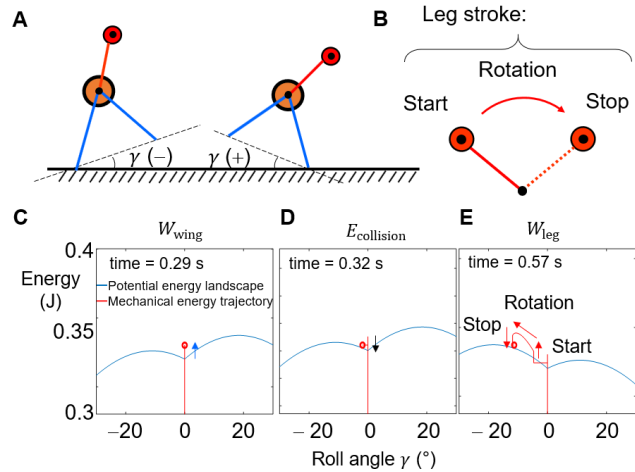 A
γ (−)
γ (+)
B
Leg stroke:
Rotation
Start
Stop
C
W_wing
D
E_collision
E
W_leg
Energy
(J)
0.4
0.35
0.3
time = 0.29 s
Potential energy landscape
Mechanical energy trajectory
time = 0.32 s
time = 0.57 s
Rotation
Stop
Start
−20
0
20
−20
0
20
−20
0
20
Roll angle γ (°)